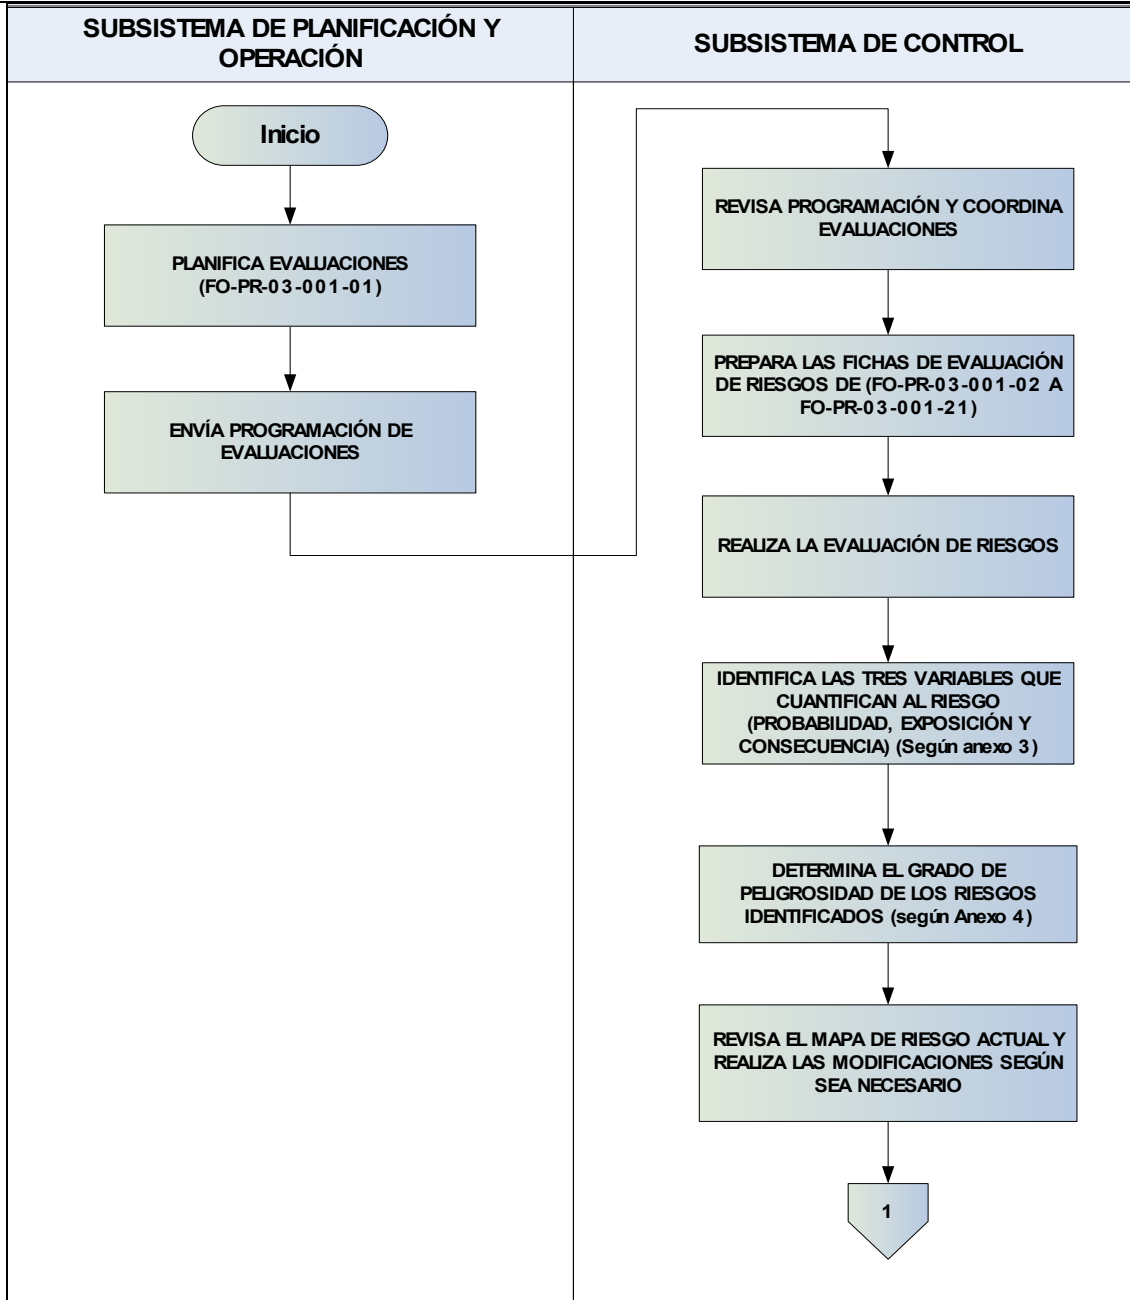 SUBSISTEMA DE PLANIFICACIÓN Y
OPERACIÓN
SUBSISTEMA DE CONTROL
Inicio
PLANIFICA EVALUACIONES
(FO-PR-03-001-01)
ENVÍA PROGRAMACIÓN DE
EVALUACIONES
REVISA PROGRAMACIÓN Y COORDINA
EVALUACIONES
PREPARA LAS FICHAS DE EVALUACIÓN
DE RIESGOS DE (FO-PR-03-001-02 A
FO-PR-03-001-21)
REALIZA LA EVALUACIÓN DE RIESGOS
IDENTIFICA LAS TRES VARIABLES QUE
CUANTIFICAN AL RIESGO
(PROBABILIDAD, EXPOSICIÓN Y
CONSECUENCIA) (Según anexo 3)
DETERMINA EL GRADO DE
PELIGROSIDAD DE LOS RIESGOS
IDENTIFICADOS (según Anexo 4)
REVISA EL MAPA DE RIESGO ACTUAL Y
REALIZA LAS MODIFICACIONES SEGÚN
SEA NECESARIO
1